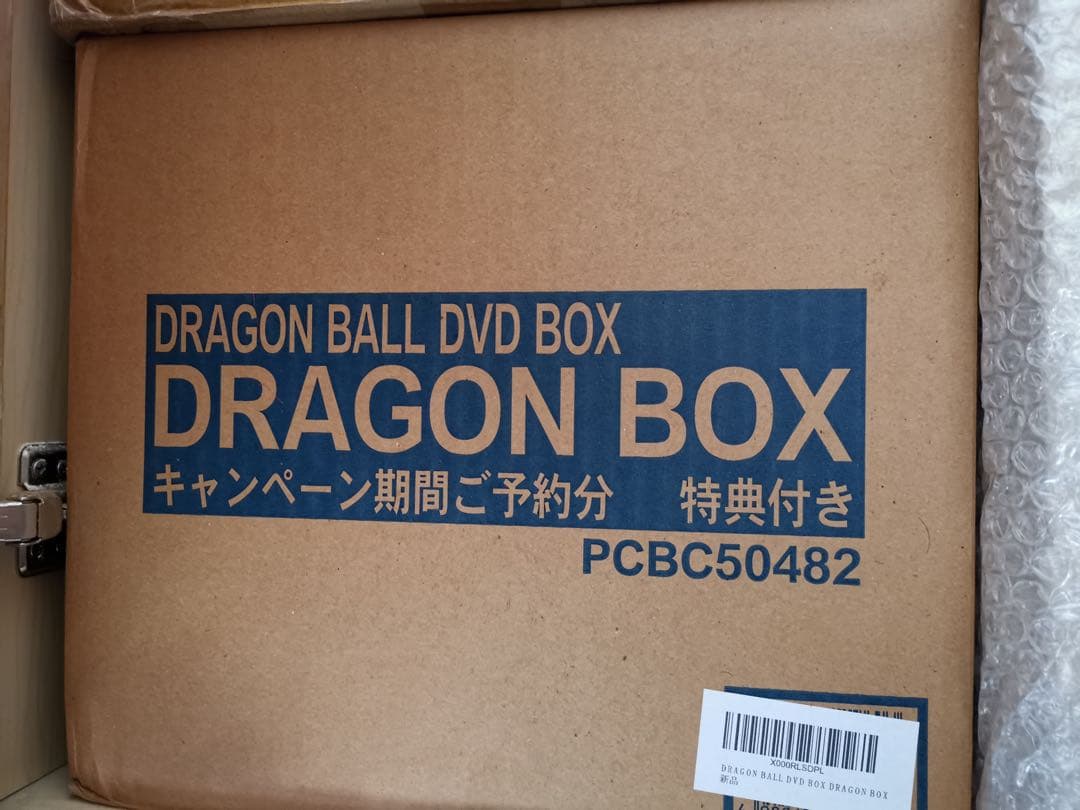 DRAGON BALL DVD BOX
DRAGON BOX
キャンペーン期間ご予約分 特典付き
PCBC50482
X000RLSDPL
DRAGON BALL DVD BOX DRAGON BOX
新品